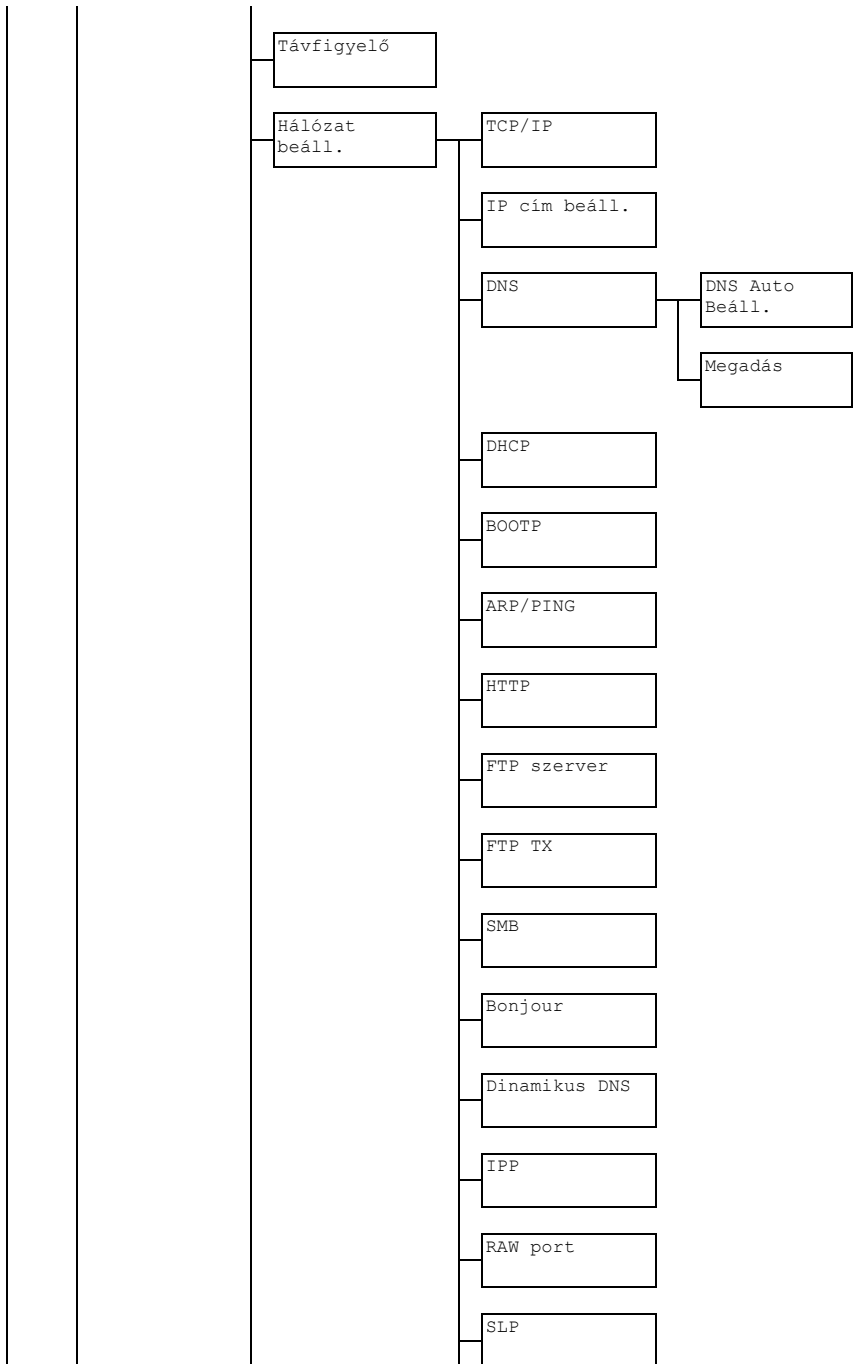 Távfigyelő
Hálózat
beáll.
TCP/IP
IP cím beáll.
DNS
DNS Auto
Beáll.
Megadás
DHCP
BOOTP
ARP/PING
HTTP
FTP szerver
FTP TX
SMB
Bonjour
Dinamikus DNS
IPP
RAW port
SLP